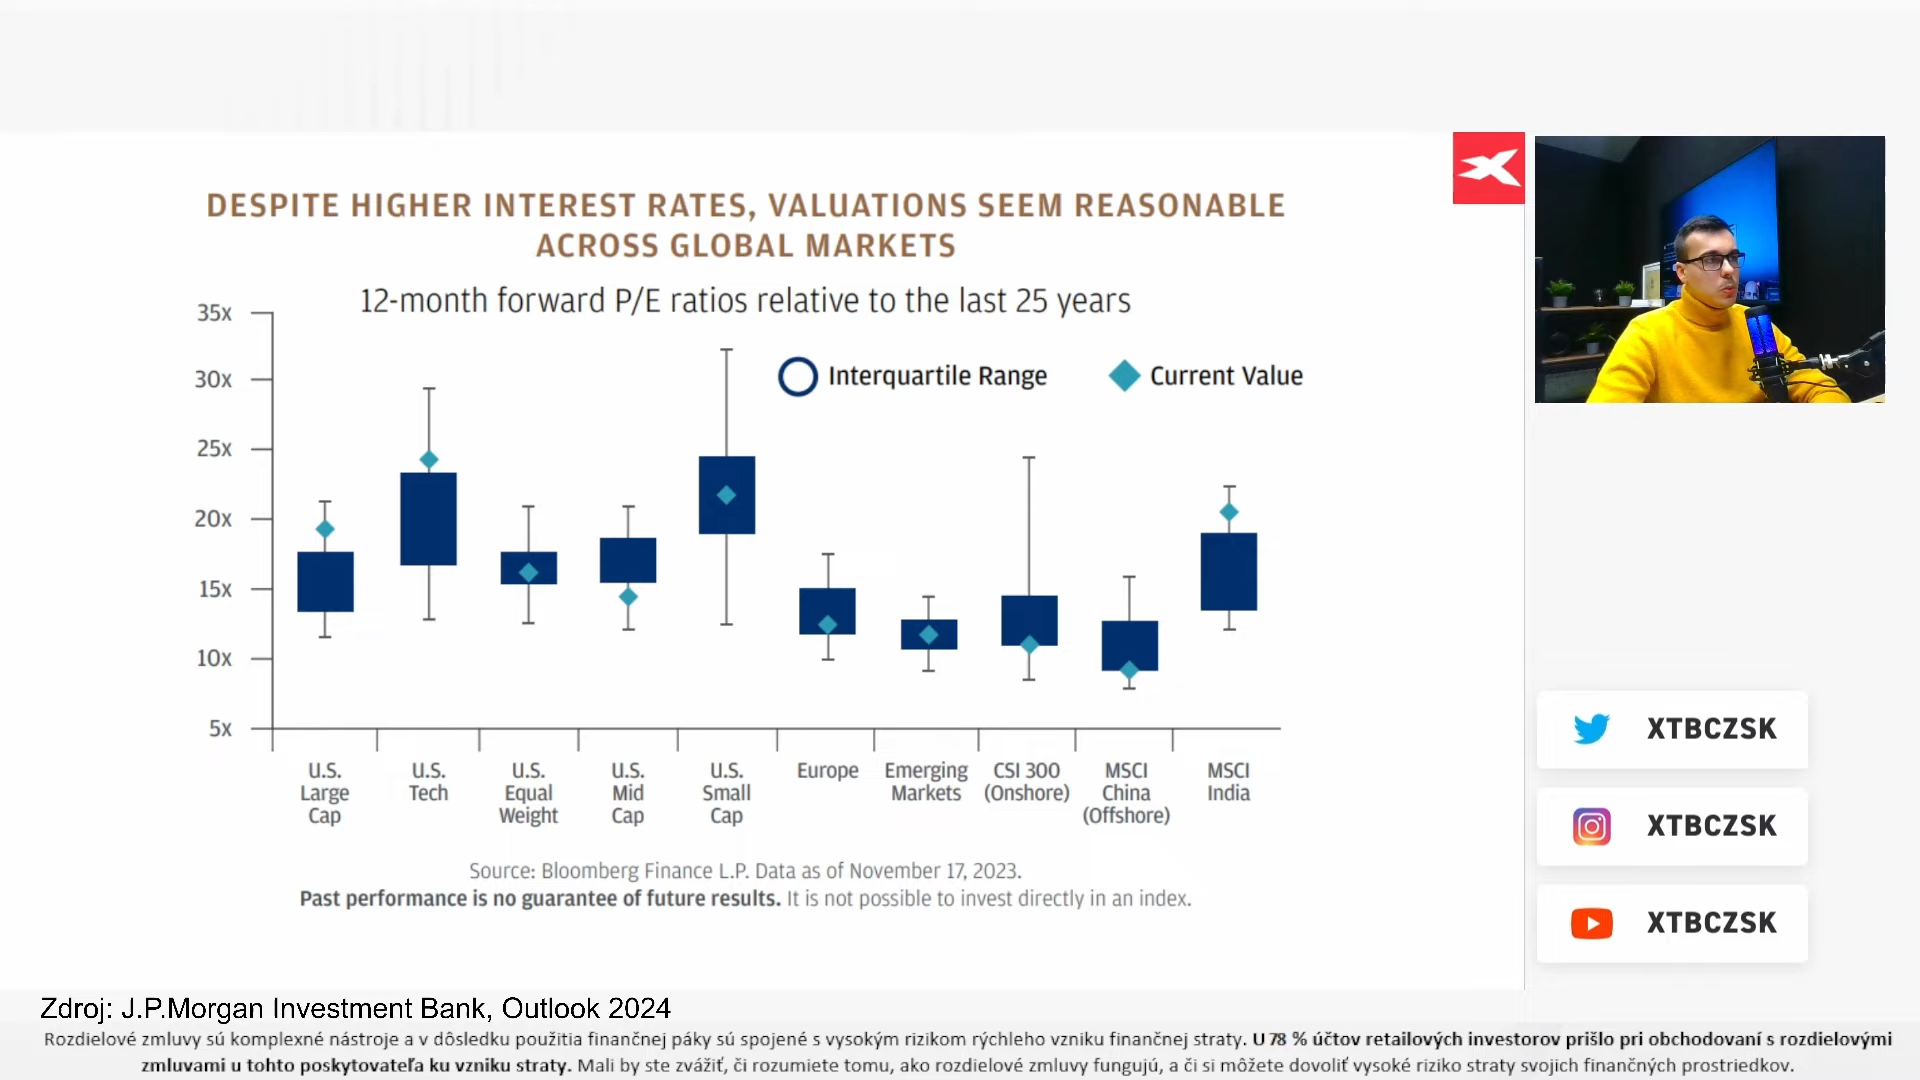 DESPITE HIGHER INTEREST RATES, VALUATIONS SEEM REASONABLE
ACROSS GLOBAL MARKETS
12-month forward P/E ratios relative to the last 25 years
Interquartile Range
Current Value
35x
30x
25x
20x
15x
10x
5x
U.S.
Large
Cap
U.S.
Tech
U.S.
Equal
Weight
U.S.
Mid
Cap
U.S.
Small
Cap
Europe
Emerging
Markets
CSI 300
(Onshore)
MSCI
China
(Offshore)
MSCI
India
Source: Bloomberg Finance L.P. Data as of November 17, 2023.
Past performance is no guarantee of future results. It is not possible to invest directly in an index.
XTBCZSK
XTBCZSK
XTBCZSK
Zdroj: J.P.Morgan Investment Bank, Outlook 2024
Rozdielové zmluvy sú komplexné nástroje a v dôsledku použitia finančnej páky sú spojené s vysokým rizikom rýchleho vzniku finančnej straty. U 78 % účtov retailových investorov prišlo pri obchodovaní s rozdielovými
zmluvami u tohto poskytovateľa ku vzniku straty. Mali by ste zvážiť, či rozumiete tomu, ako rozdielové zmluvy fungujú, a či si môžete dovoliť vysoké riziko straty svojich finančných prostriedkov.